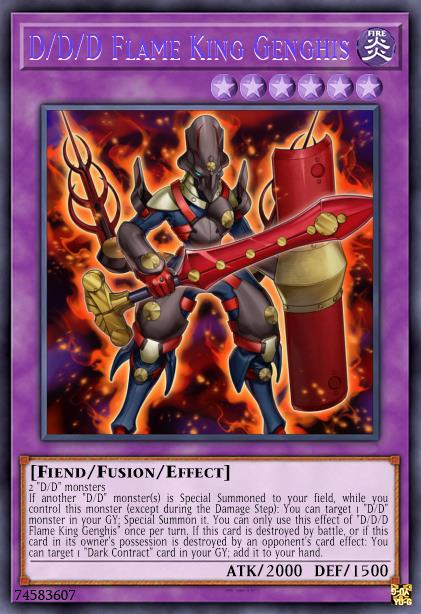 D/D/D Flame King Genghis
FIRE
炎
[Fiend/Fusion/Effect]
2 "D/D" monsters
If another "D/D" monster(s) is Special Summoned to your field, while you
control this monster (except during the Damage Step): You can target 1 "D/D"
monster in your GY; Special Summon it. You can only use this effect of "D/D/D
Flame King Genghis" once per turn. If this card is destroyed by battle, or if this
card in its owner's possession is destroyed by an opponent's card effect: You
can target 1 "Dark Contract" card in your GY; add it to your hand.
ATK/2000 DEF/1500
74583607